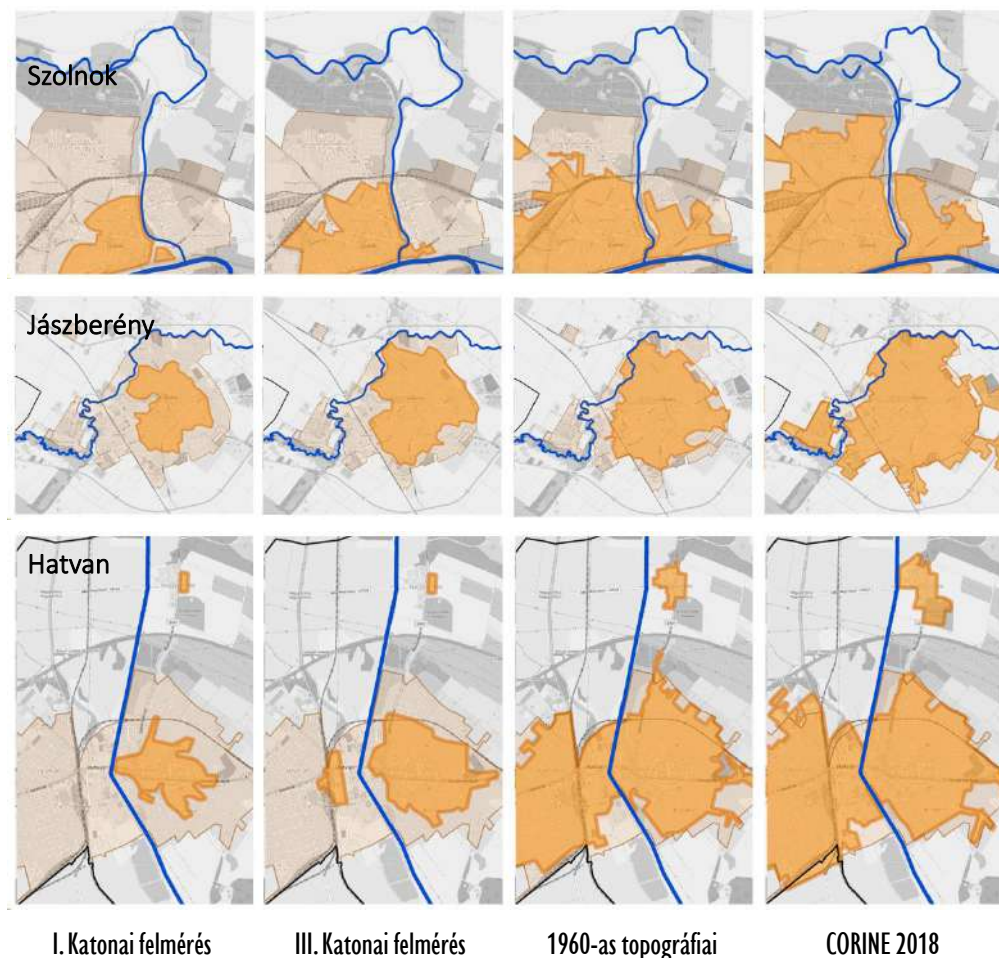 Szolnok
Jászberény
Hatvan
I. Katonai felmérés III. Katonai felmérés 1960-as topográfiai CORINE 2018